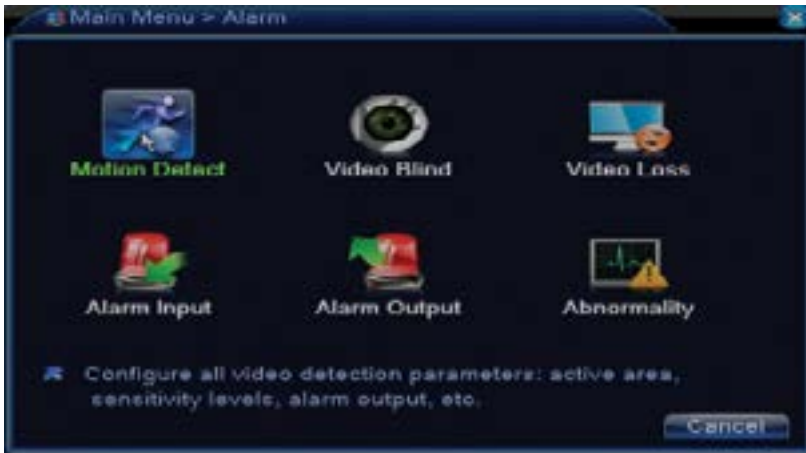 Main Menu > Alarm
Motion Detect
Video Blind
Video Loss
Alarm Input
Alarm Output
Abnormality
Configure all video detection parameters: active area,
sensitivity levels, alarm output, etc.
Cancel